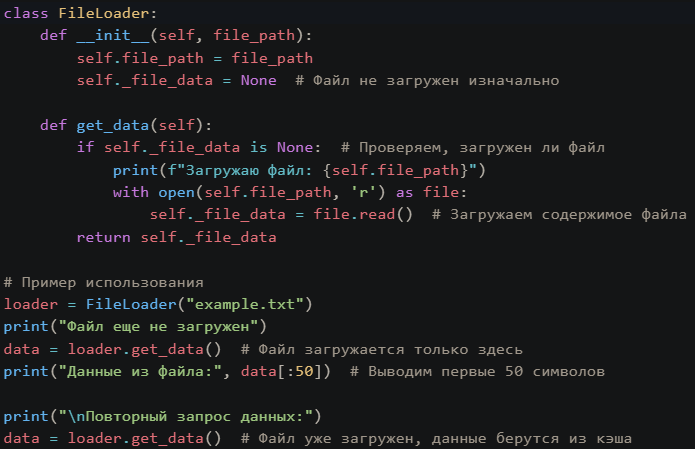 class FileLoader:
    def __init__(self, file_path):
        self.file_path = file_path
        self._file_data = None  # Файл не загружен изначально

    def get_data(self):
        if self._file_data is None:  # Проверяем, загружен ли файл
            print(f"Загружаю файл: {self.file_path}")
            with open(self.file_path, 'r') as file:
                self._file_data = file.read()  # Загружаем содержимое файла
        return self._file_data

# Пример использования
loader = FileLoader("example.txt")
print("Файл еще не загружен")
data = loader.get_data()  # Файл загружается только здесь
print("Данные из файла:", data[:50])  # Выводим первые 50 символов

print("\nПовторный запрос данных:")
data = loader.get_data()  # Файл уже загружен, данные берутся из кэша